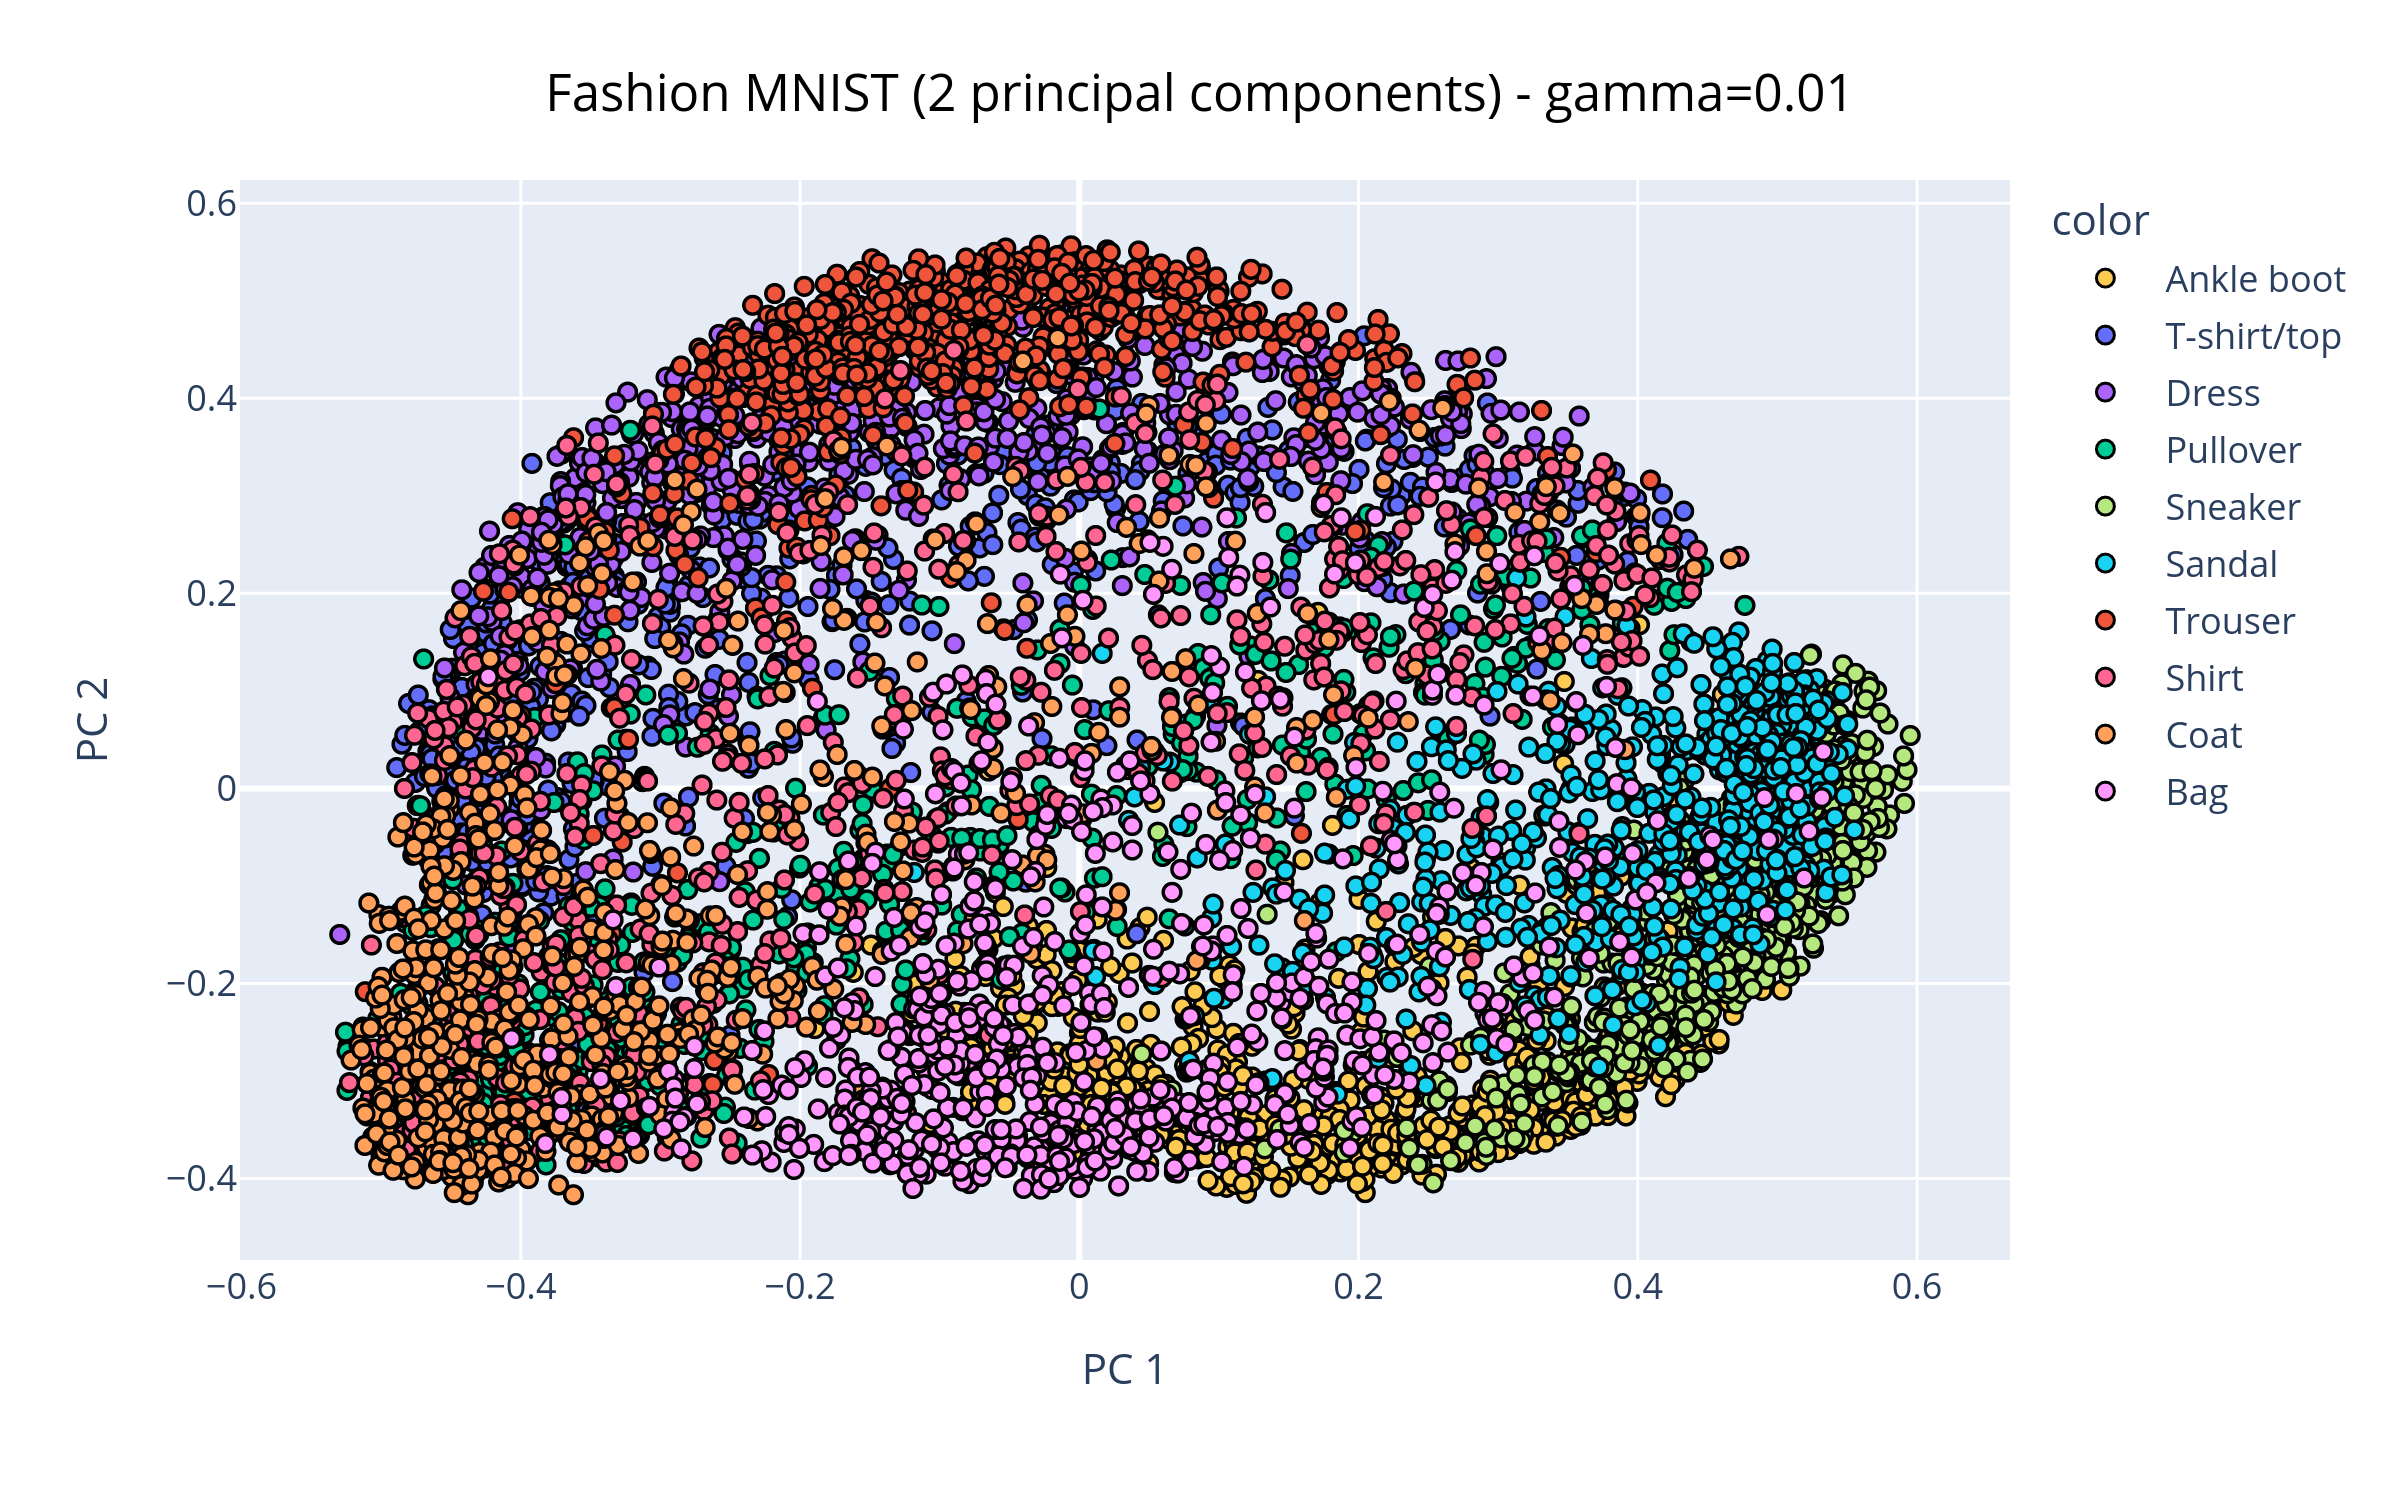 Fashion MNIST (2 principal components) - gamma=0.01
0.6
0.4
0.2
0
−0.2
−0.4
PC 2
−0.6
−0.4
−0.2
0
0.2
0.4
0.6
PC 1
color
Ankle boot
T-shirt/top
Dress
Pullover
Sneaker
Sandal
Trouser
Shirt
Coat
Bag